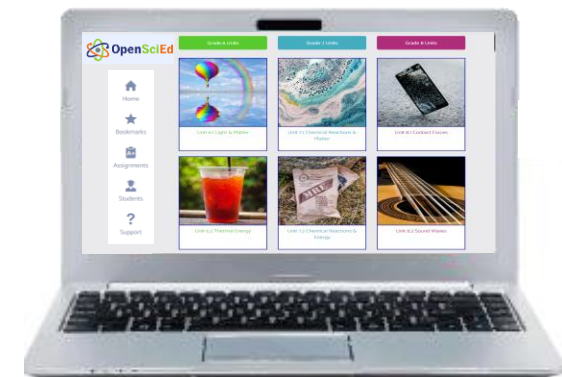 OpenSciEd
Grade 6 Units
Grade 7 Units
Grade 8 Units
Home
Bookmarks
Assignments
Students
Support
Unit 6.1 Light & Matter
Unit 7.1 Chemical Reactions &
Matter
Unit 8.1 Contact Forces
MRE
Unit 6.2 Thermal Energy
Unit 7.2 Chemical Reactions &
Energy
Unit 8.2 Sound Waves